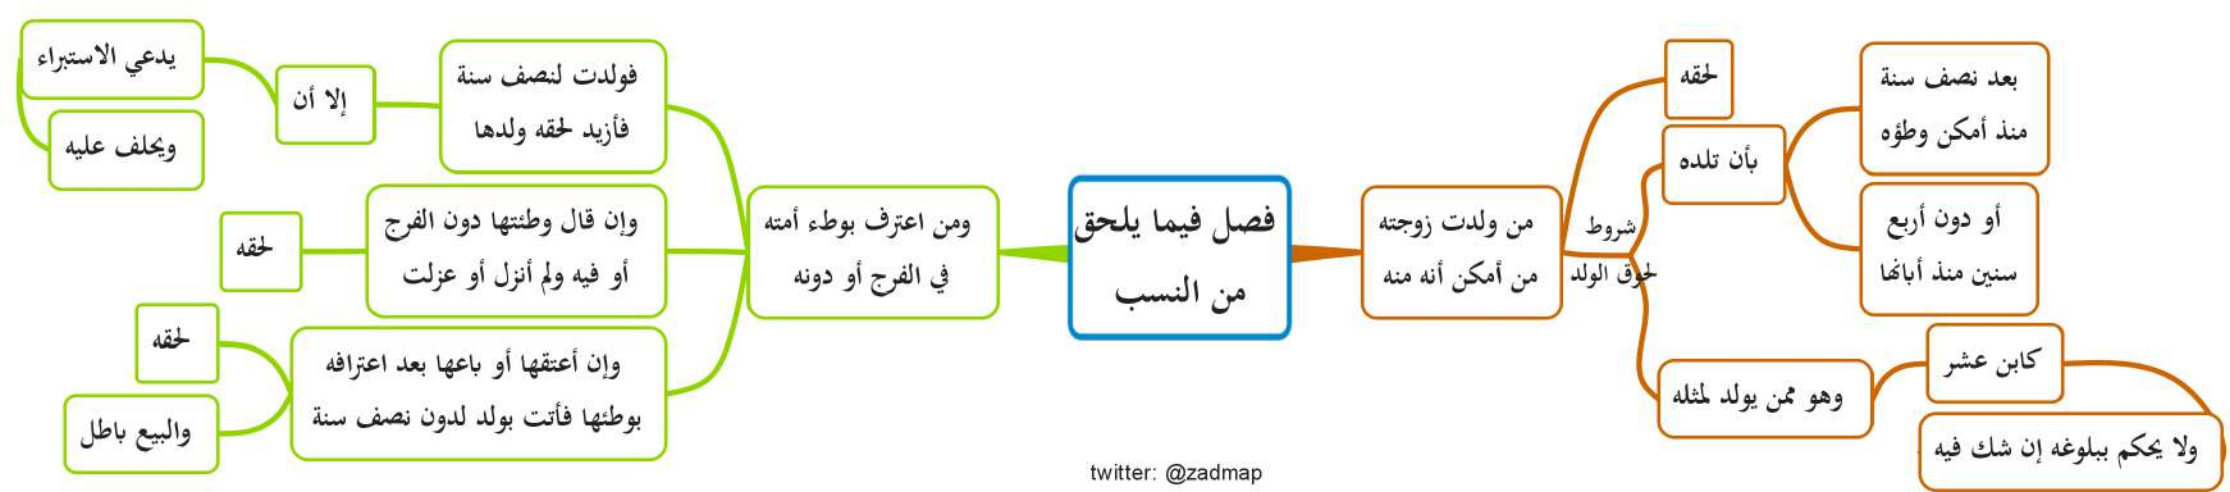 فصل فيما يلحق
من النسب
من ولدت زوجته
من أمكن أنه منه
لحقه
شروط
لحوق الولد
بأن تلده
بعد نصف سنة
منذ أمكن وطؤه
أو دون أربع
سنين منذ أبانها
وهو ممن يولد لمثله
كابن عشر
ولا يحكم ببلوغه إن شك فيه
ومن اعترف بوطء أمته
في الفرج أو دونه
فولدت لنصف سنة
فأزيد لحقه ولدها
إلا أن
يدعي الاستبراء
ويحلف عليه
وإن قال وطئتها دون الفرج
أو فيه ولم أنزل أو عزلت
لحقه
وإن أعتقها أو باعها بعد اعترافه
بوطئها فأتت بولد لدون نصف سنة
لحقه
والبيع باطل
twitter: @zadmap